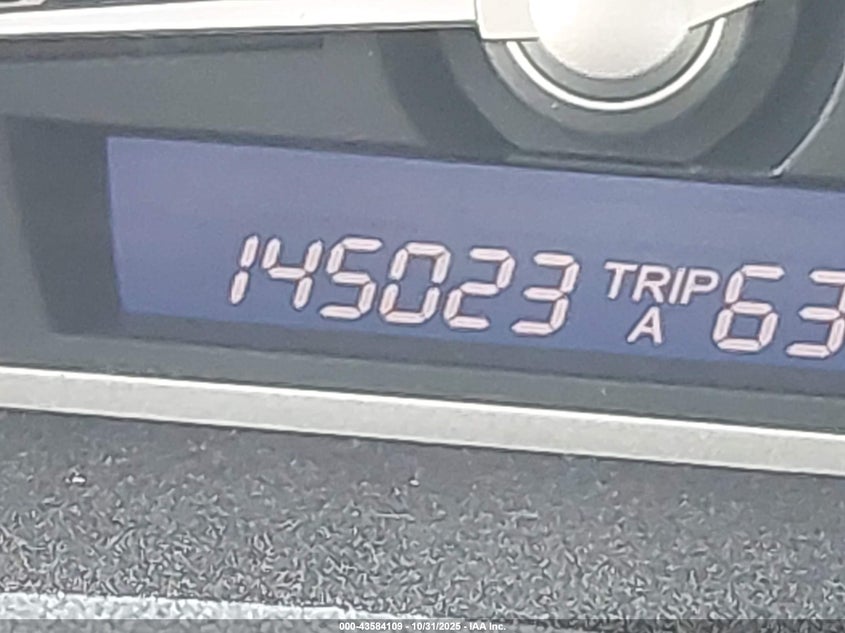 145023 TRIP A 63
000-43584109 - 10/31/2025 - IAA Inc.